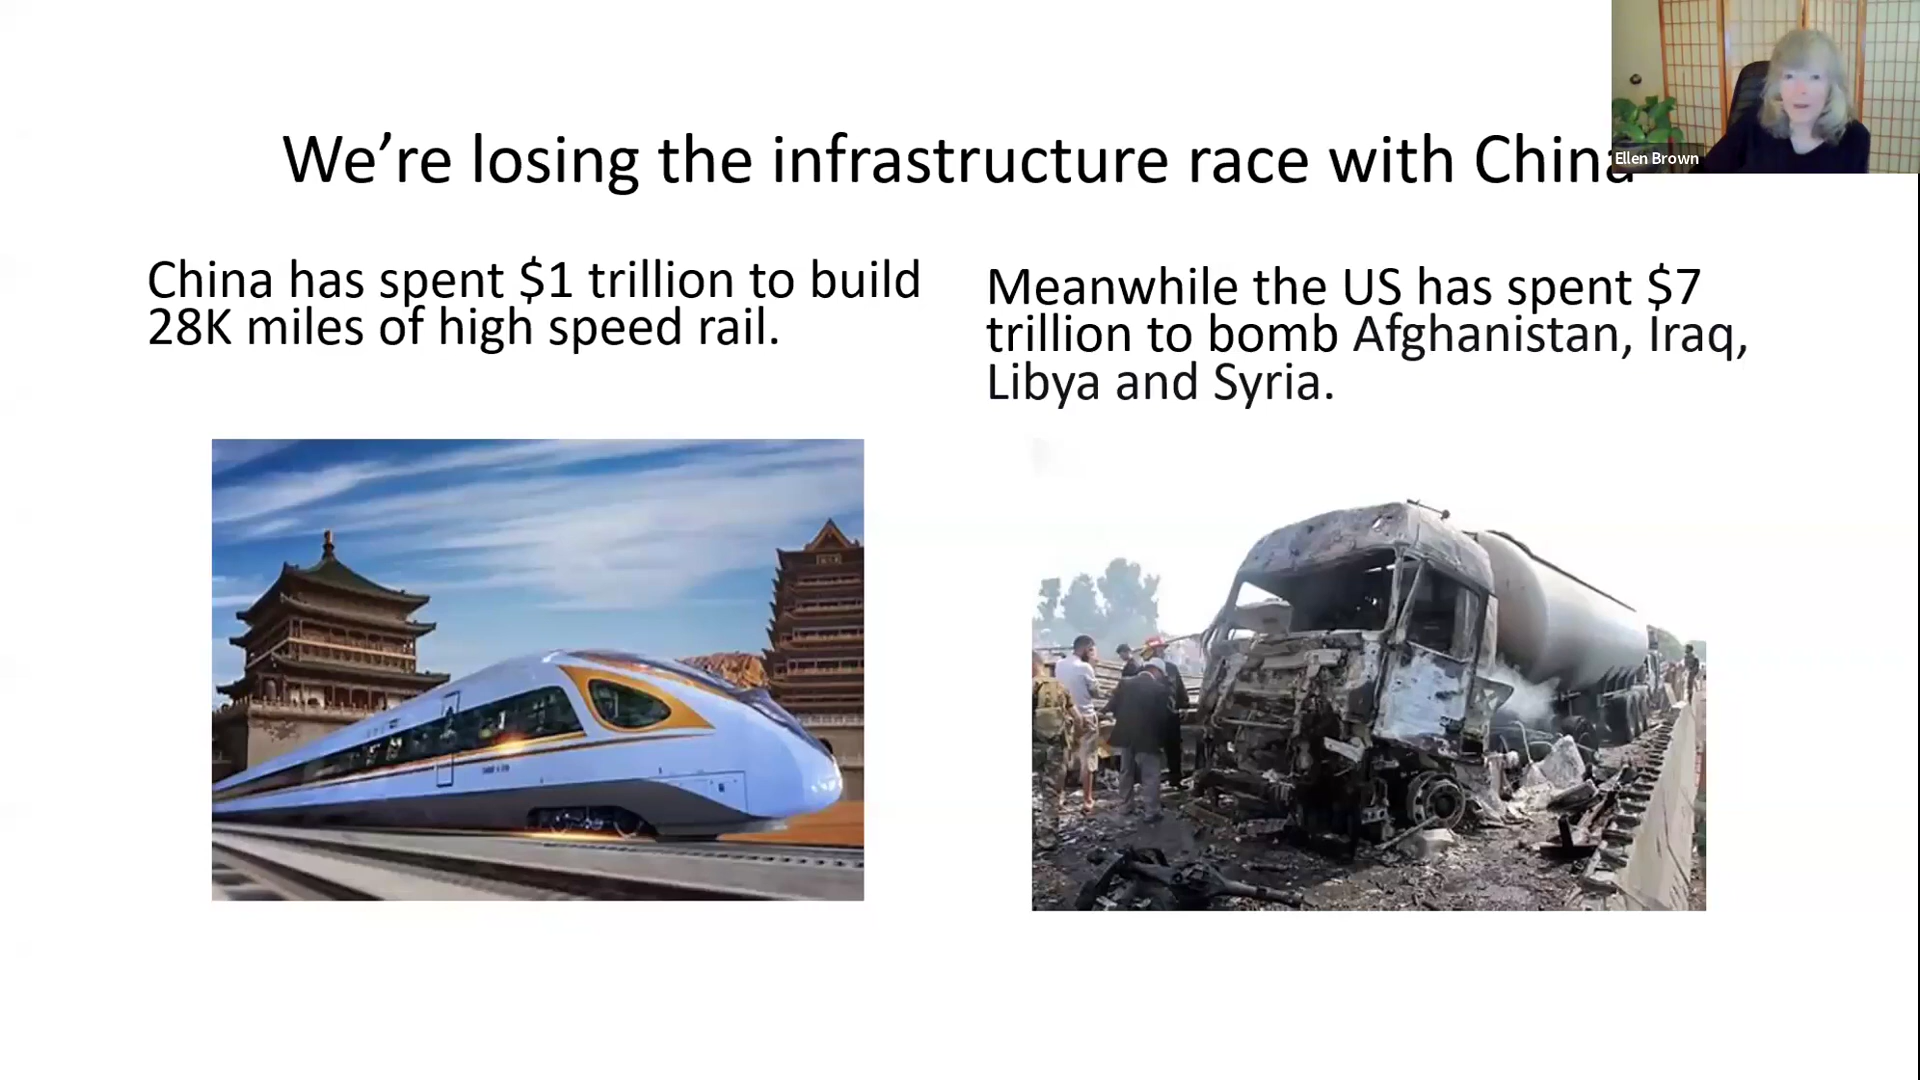 Ellen Brown
We’re losing the infrastructure race with China
China has spent $1 trillion to build
28K miles of high speed rail.
Meanwhile the US has spent $7
trillion to bomb Afghanistan, Iraq,
Libya and Syria.